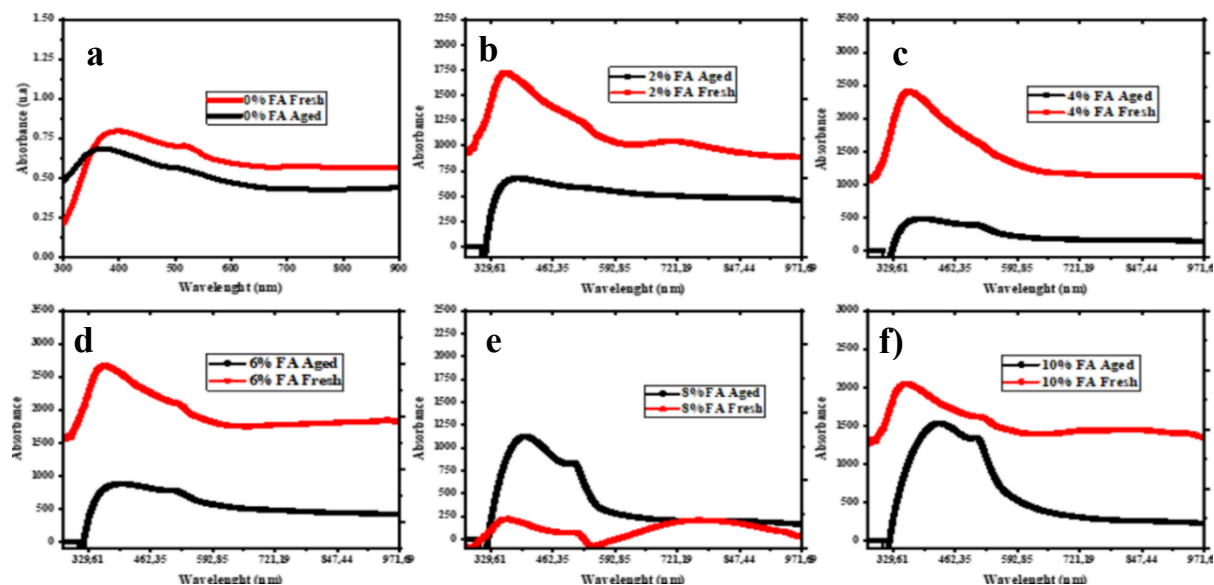 a
1.50
1.25
1.00
0.75
0.50
0.25
0.00
Absorbance (u.a)
0% FA Fresh
0% FA Aged
300 400 500 600 700 800 900
Wavelenght (nm)
b
2250
2000
1750
1500
1250
1000
750
500
250
0
Absorbance
2% FA Aged
2% FA Fresh
329,61 462,35 592,85 721,19 847,44 971,69
Wavelenght (nm)
c
3500
3000
2500
2000
1500
1000
500
0
Absorbance
4% FA Aged
4% FA Fresh
329,61 462,35 592,85 721,19 847,44 971,69
Wavelenght (nm)
d
3500
3000
2500
2000
1500
1000
500
0
Absorbance
6% FA Aged
6% FA Fresh
329,61 462,35 592,85 721,19 847,44 971,69
Wavelenght (nm)
e
2500
2250
2000
1750
1500
1250
1000
750
500
250
0
Absorbance
8%FA Aged
8%FA Fresh
329,61 462,35 592,85 721,19 847,44 971,69
Wavelenght (nm)
f)
3000
2500
2000
1500
1000
500
0
Absorbance
10% FA Aged
10% FA Fresh
329,61 462,35 592,85 721,19 847,44 971,69
Wavelenght (nm)